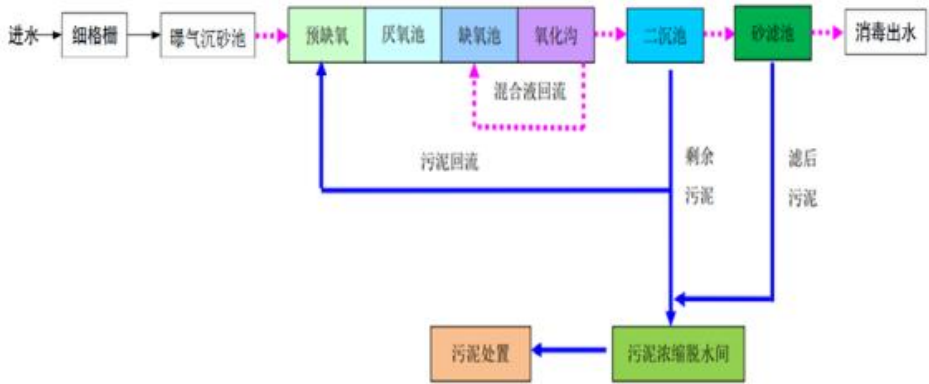 进水
细格栅
曝气沉砂池
预缺氧
厌氧池
缺氧池
氧化沟
二沉池
砂滤池
消毒出水
混合液回流
污泥回流
剩余
污泥
滤后
污泥
污泥处置
污泥浓缩脱水间